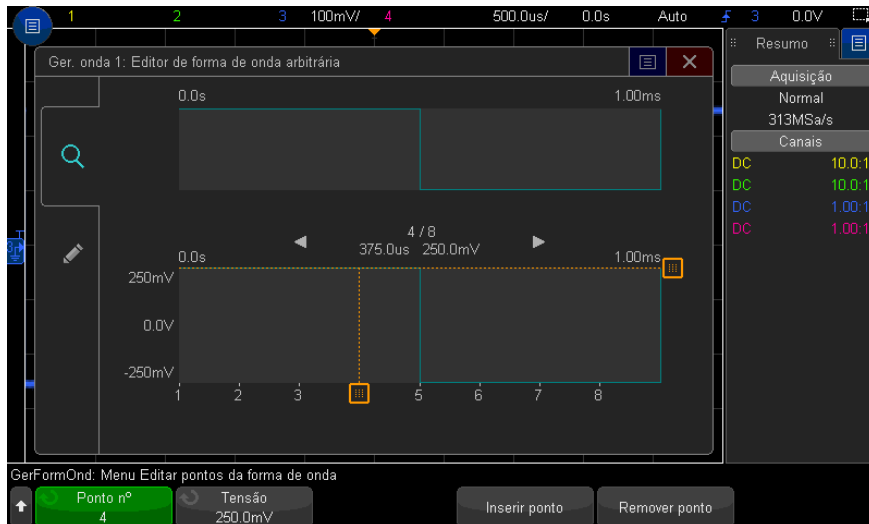 1 2 3 100mV/ 4 500.0us/ 0.0s Auto 3 0.0V
Ger. onda 1: Editor de forma de onda arbitrária
0.0s 1.00ms
4 / 8
375.0us 250.0mV
0.0s 1.00ms
250mV
0.0V
-250mV
1 2 3 5 6 7 8
Resumo
Aquisição
Normal
313MSa/s
Canais
DC 10.0:1
DC 10.0:1
DC 1.00:1
DC 1.00:1
GerFormOnd: Menu Editar pontos da forma de onda
Ponto nº
4
Tensão
250.0mV
Inserir ponto
Remover ponto